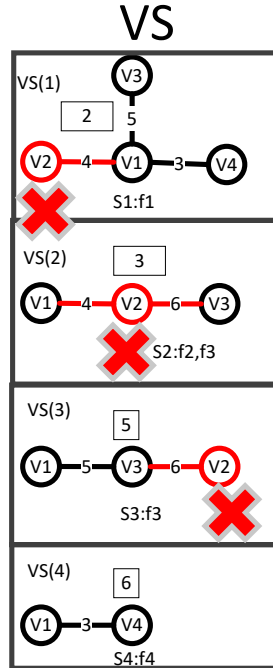 VS
V3
VS(1)
2
5
V2 4 V1 3 V4
S1:f1
VS(2)
3
V1 4 V2 6 V3
S2:f2,f3
VS(3)
5
V1 5 V3 6 V2
S3:f3
VS(4)
6
V1 3 V4
S4:f4